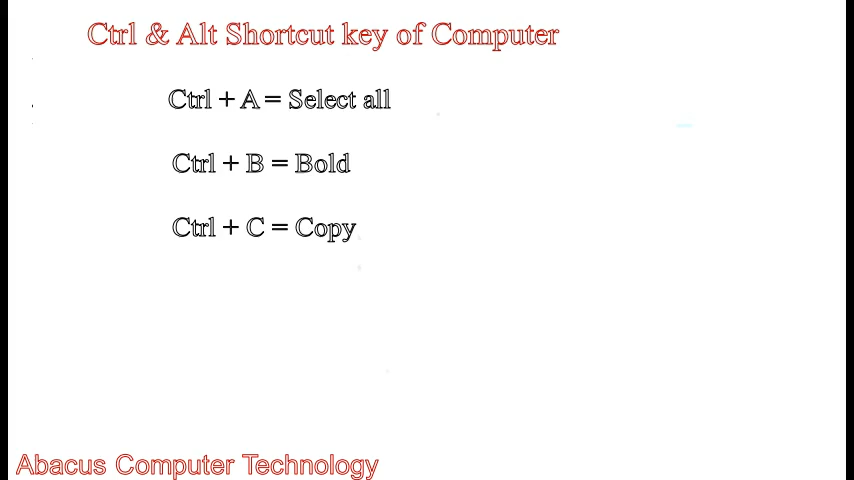 Ctrl & Alt Shortcut key of Computer
Ctrl + A = Select all
Ctrl + B = Bold
Ctrl + C = Copy
Abacus Computer Technology